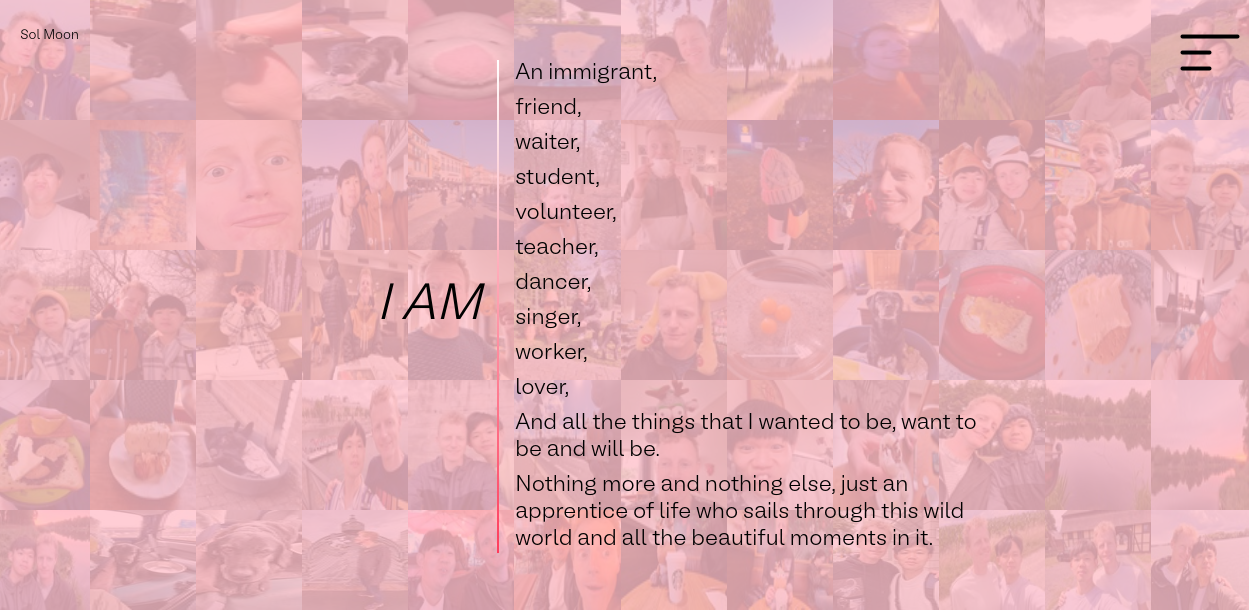 Sol Moon
I AM
An immigrant,
friend,
waiter,
student,
volunteer,
teacher,
dancer,
singer,
worker,
lover,
And all the things that I wanted to be, want to
be and will be.
Nothing more and nothing else, just an
apprentice of life who sails through this wild
world and all the beautiful moments in it.